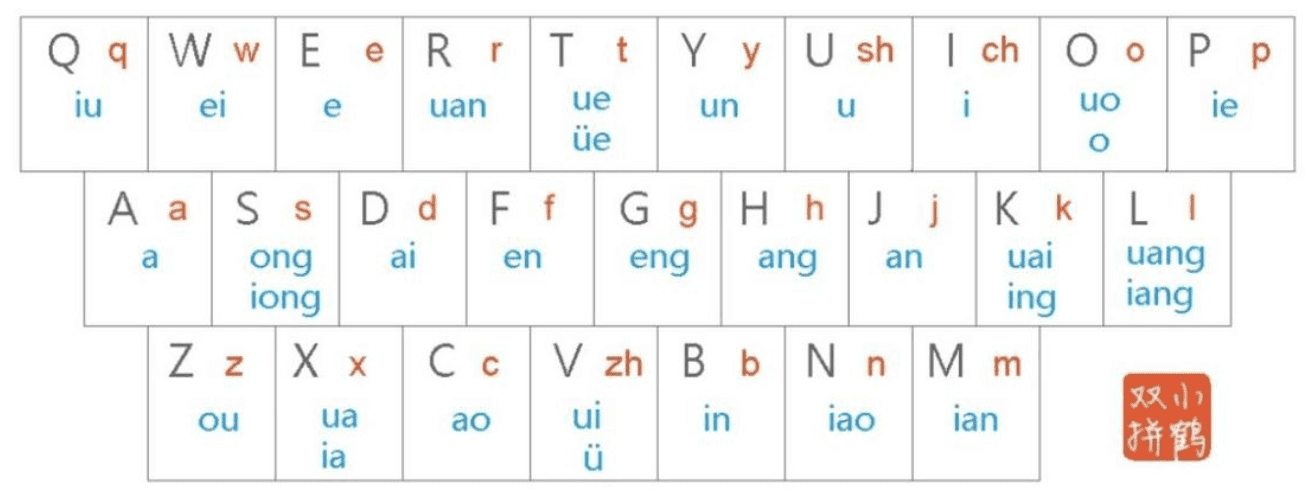 Q q W w E e R r T t Y y U sh I ch O o P p
iu ei e uan ue un u i uo ie
üe o
A a S s D d F f G g H h J j K k L l
a ong ai en eng ang an uai uang
iong ing iang
Z z X x C c V zh B b N n M m
ou ua ao ui in iao ian
ia ü
双小
拼鹤